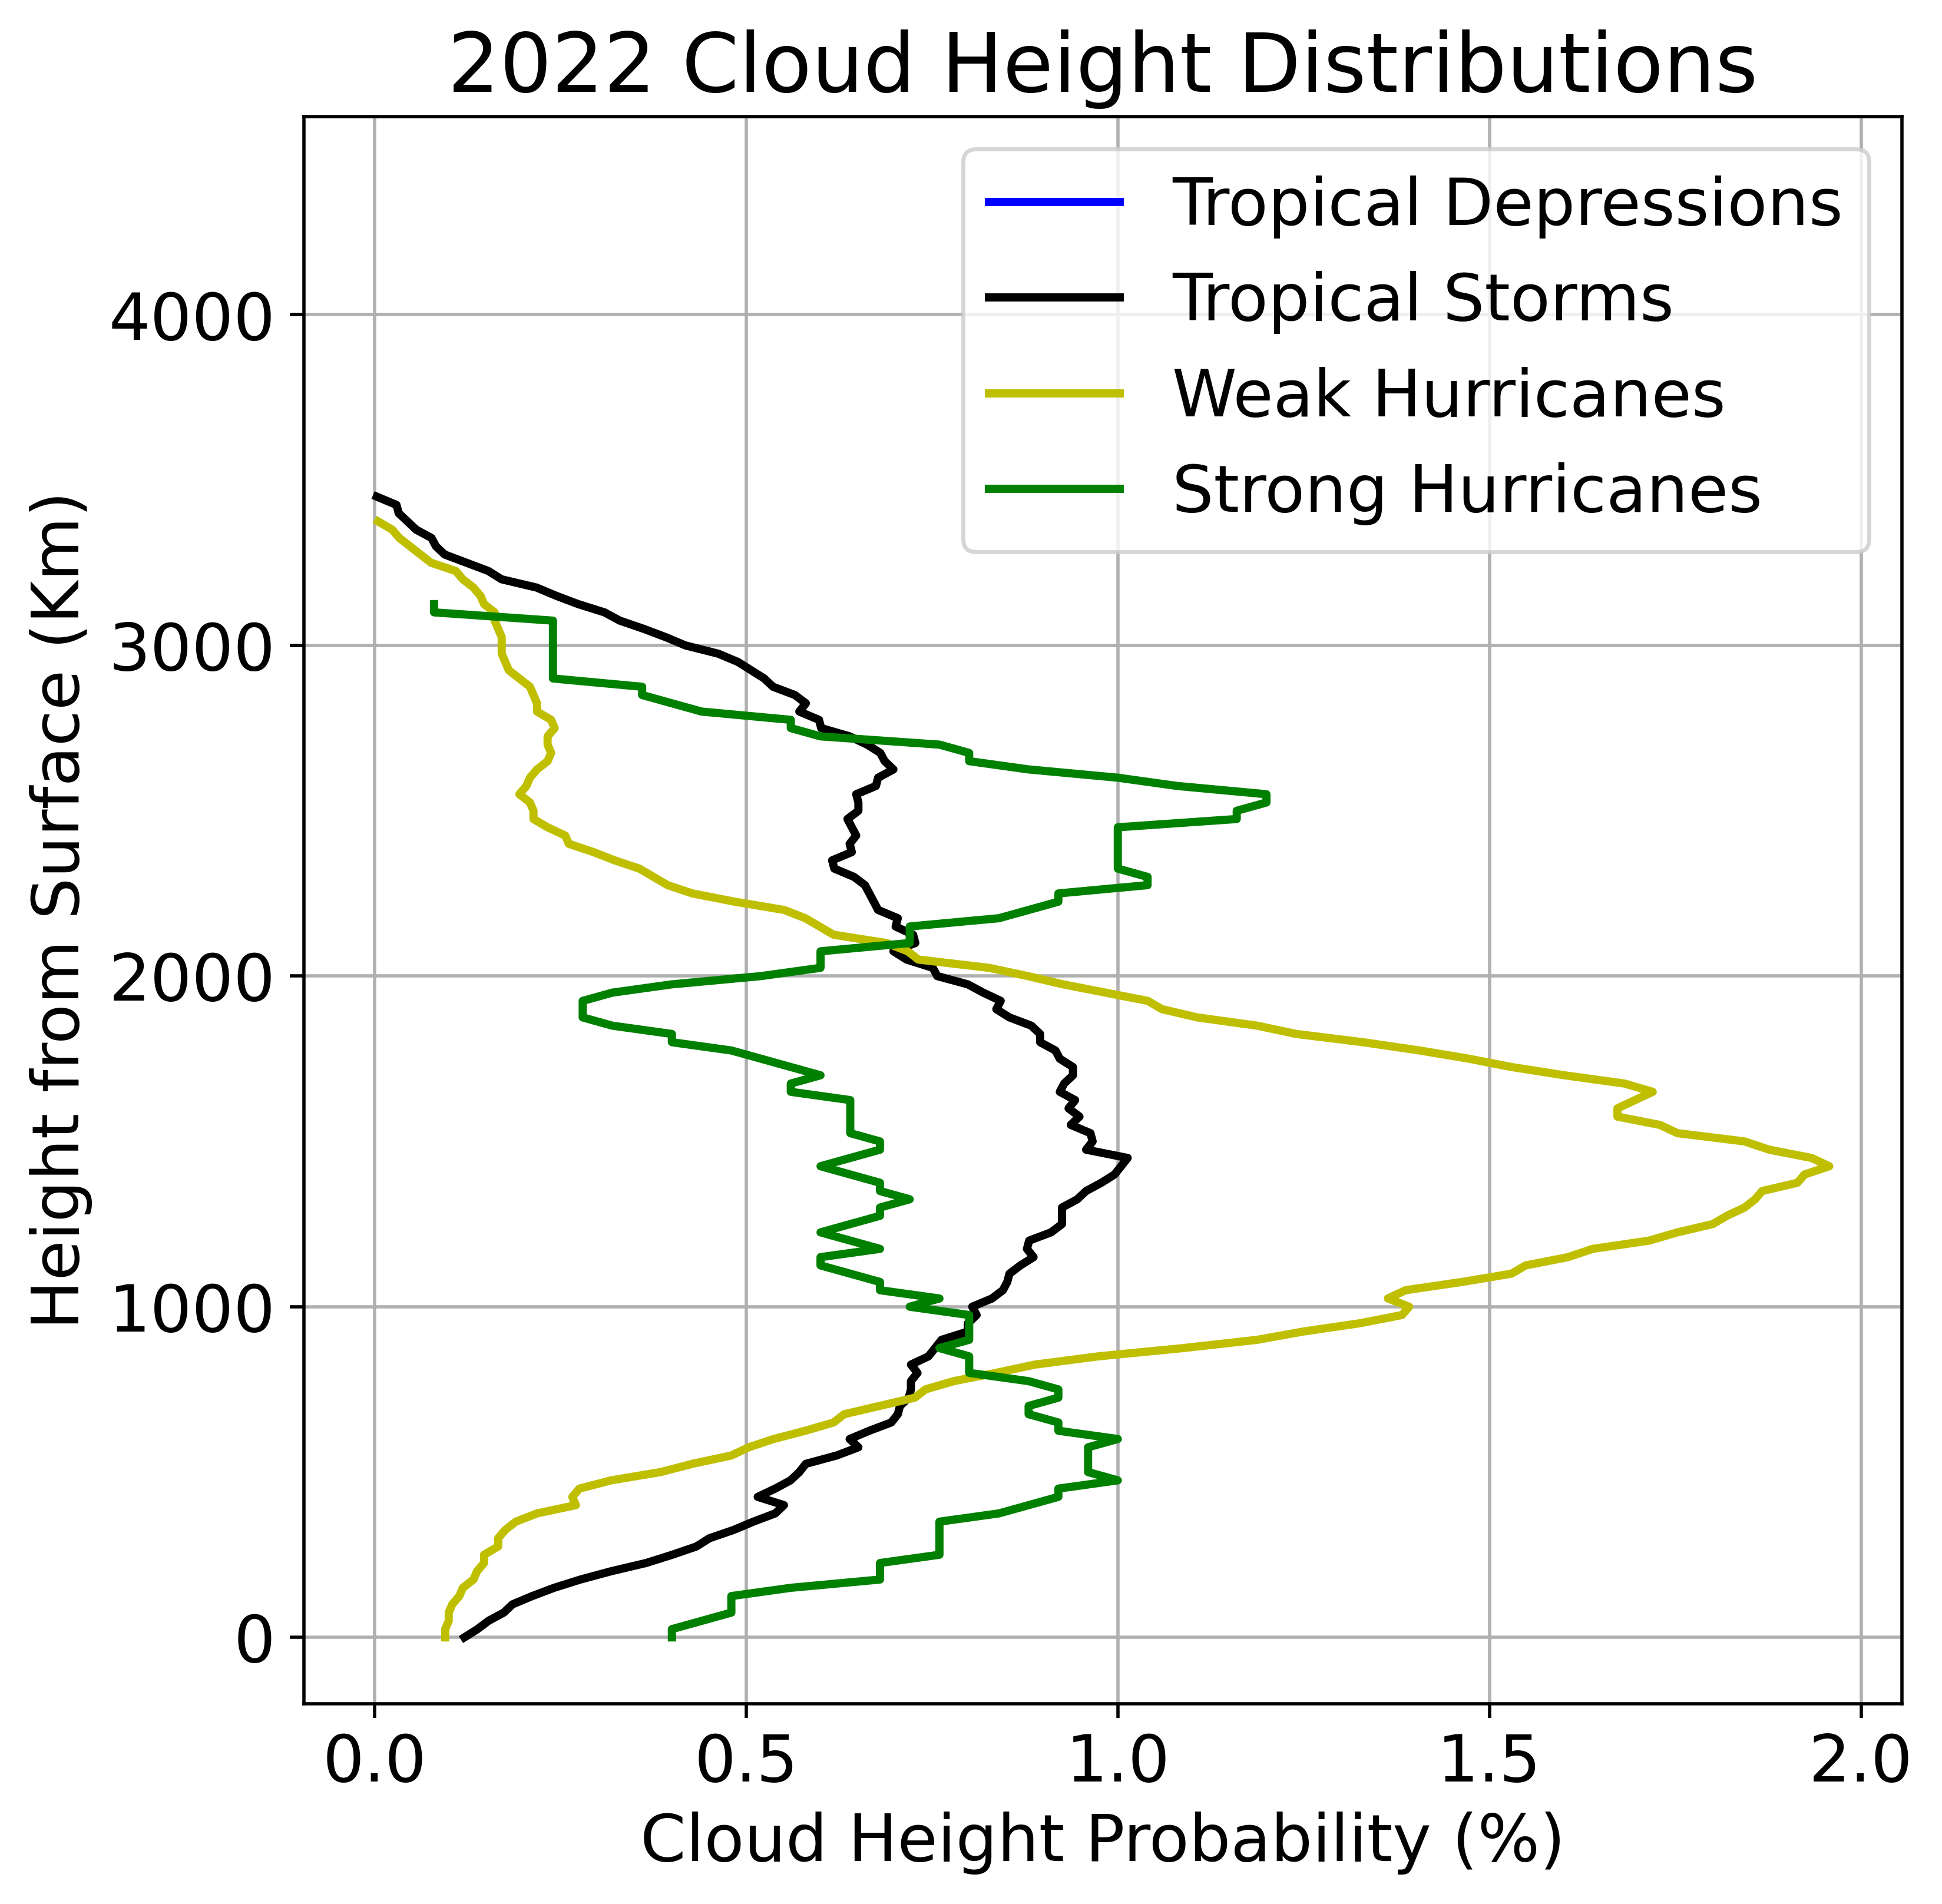 2022 Cloud Height Distributions
Tropical Depressions
Tropical Storms
Weak Hurricanes
Strong Hurricanes
Height from Surface (Km)
4000
3000
2000
1000
0
0.0 0.5 1.0 1.5 2.0
Cloud Height Probability (%)